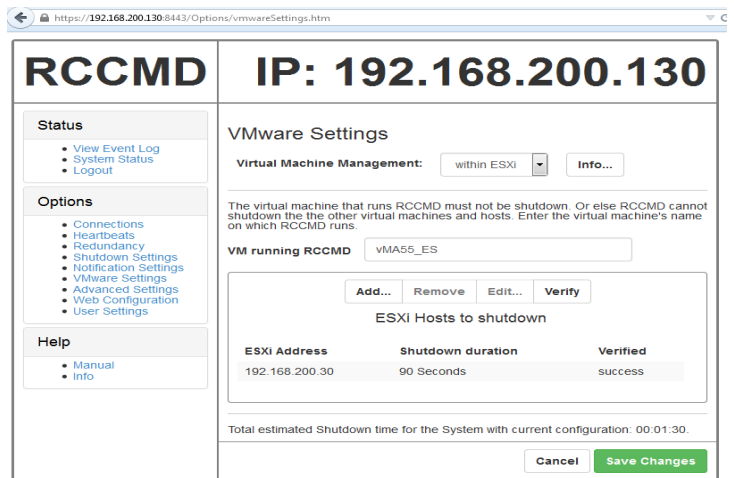 https://192.168.200.130:8443/Options/vmwareSettings.htm
RCCMD
IP: 192.168.200.130
Status
View Event Log
System Status
Logout
Options
Connections
Heartbeats
Redundancy
Shutdown Settings
Notification Settings
VMware Settings
Advanced Settings
Web Configuration
User Settings
Help
Manual
Info
VMware Settings
Virtual Machine Management: within ESXi Info...
The virtual machine that runs RCCMD must not be shutdown. Or else RCCMD cannot
shutdown the the other virtual machines and hosts. Enter the virtual machine's name
on which RCCMD runs.
VM running RCCMD vMA55_ES
Add... Remove Edit... Verify
ESXi Hosts to shutdown
ESXi Address Shutdown duration Verified
192.168.200.30 90 Seconds success
Total estimated Shutdown time for the System with current configuration: 00:01:30.
Cancel Save Changes